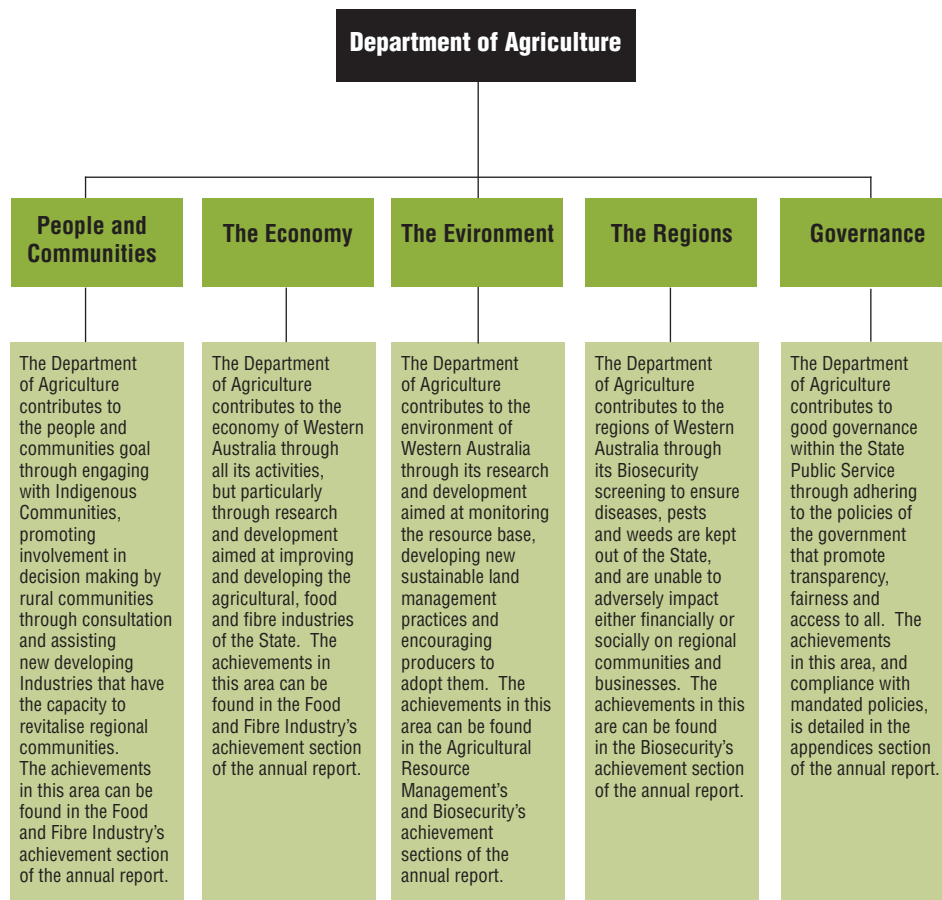 Department of Agriculture
People and
Communities
The Economy
The Evironment
The Regions
Governance
The Department
of Agriculture
contributes to
the people and
communities goal
through engaging
with Indigenous
Communities,
promoting
involvement in
decision making by
rural communities
through consultation
and assisting
new developing
Industries that have
the capacity to
revitalise regional
communities.
The achievements
in this area can be
found in the Food
and Fibre Industry's
achievement section
of the annual report.
The Department
of Agriculture
contributes to the
economy of Western
Australia through
all its activities,
but particularly
through research
and development
aimed at improving
and developing the
agricultural, food
and fibre industries
of the State.  The
achievements in
this area can be
found in the Food
and Fibre Industry's
achievement section
of the annual report.
The Department
of Agriculture
contributes to the
environment of
Western Australia
through its research
and development
aimed at monitoring
the resource base,
developing new
sustainable land
management
practices and
encouraging
producers to
adopt them.  The
achievements in this
area can be found
in the Agricultural
Resource
Management's
and Biosecurity's
achievement
sections of the
annual report.
The Department
of Agriculture
contributes to the
regions of Western
Australia through
its Biosecurity
screening to ensure
diseases, pests
and weeds are kept
out of the State,
and are unable to
adversely impact
either financially or
socially on regional
communities and
businesses.  The
achievements in this
are can be found
in the Biosecurity's
achievement section
of the annual report.
The Department
of Agriculture
contributes to
good governance
within the State
Public Service
through adhering
to the policies of
the government
that promote
transparency,
fairness and
access to all.  The
achievements
in this area, and
compliance with
mandated policies,
is detailed in the
appendices section
of the annual report.